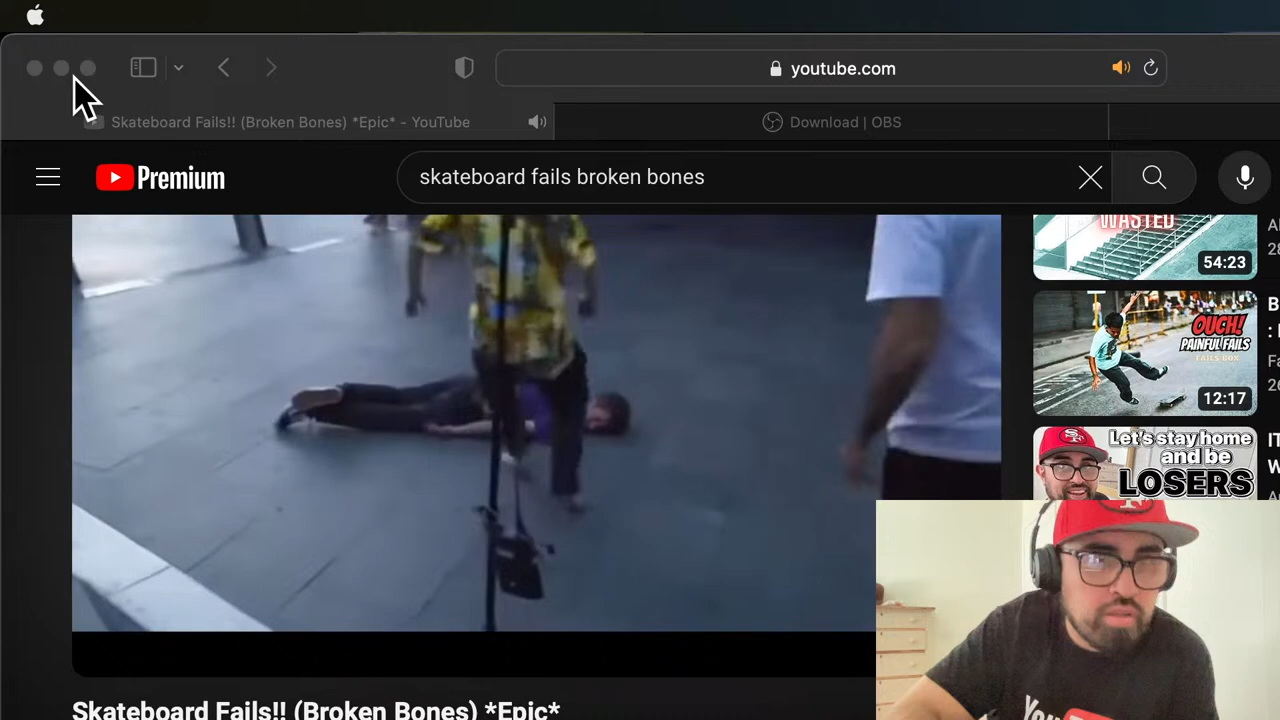 youtube.com
Skateboard Fails!! (Broken Bones) *Epic* - YouTube
Download | OBS
Premium
skateboard fails broken bones
WASTED
54:23
OUCH!
PAINFUL FAILS
FAILS BOX
12:17
Let's stay home
and be
LOSERS
Skateboard Fails!! (Broken Bones) *Epic*